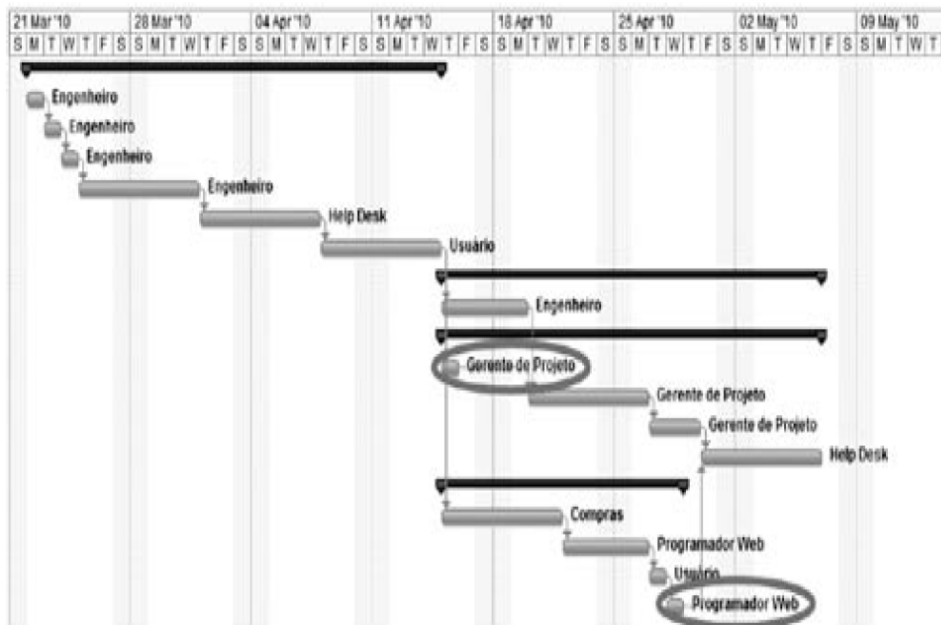 21 Mar '10 28 Mar '10 04 Apr '10 11 Apr '10 18 Apr '10 25 Apr '10 02 May '10 09 May '10
S M T W T F S S M T W T F S S M T W T F S S M T W T F S S M T W T F S S M T W T F S S M T W T F S S M T W T
Engenheiro
Engenheiro
Engenheiro
Engenheiro
Help Desk
Usuário
Engenheiro
Gerente de Projeto
Gerente de Projeto
Gerente de Projeto
Help Desk
Compras
Programador Web
Usuário
Programador Web